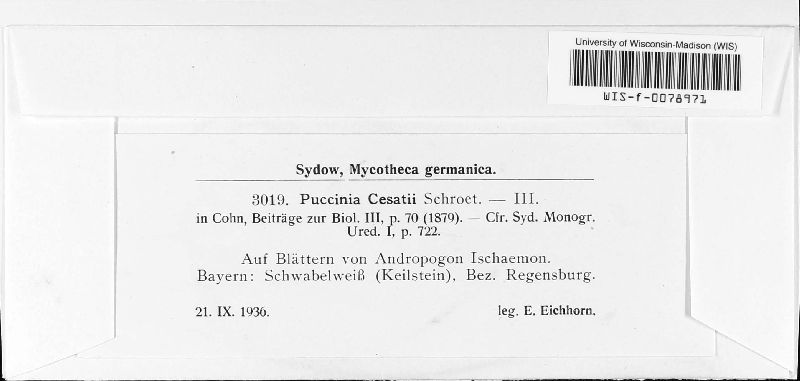 University of Wisconsin-Madison (WIS)
WIS-f-0078971
Sydow, Mycotheca germanica.
3019. Puccinia Cesatii Schroet. — III.
in Cohn, Beiträge zur Biol. III, p. 70 (1879). — Cfr. Syd. Monogr.
Ured. I, p. 722.
Auf Blättern von Andropogon Ischaemon.
Bayern: Schwabelweiß (Keilstein), Bez. Regensburg.
21. IX. 1936. leg. E. Eichhorn.